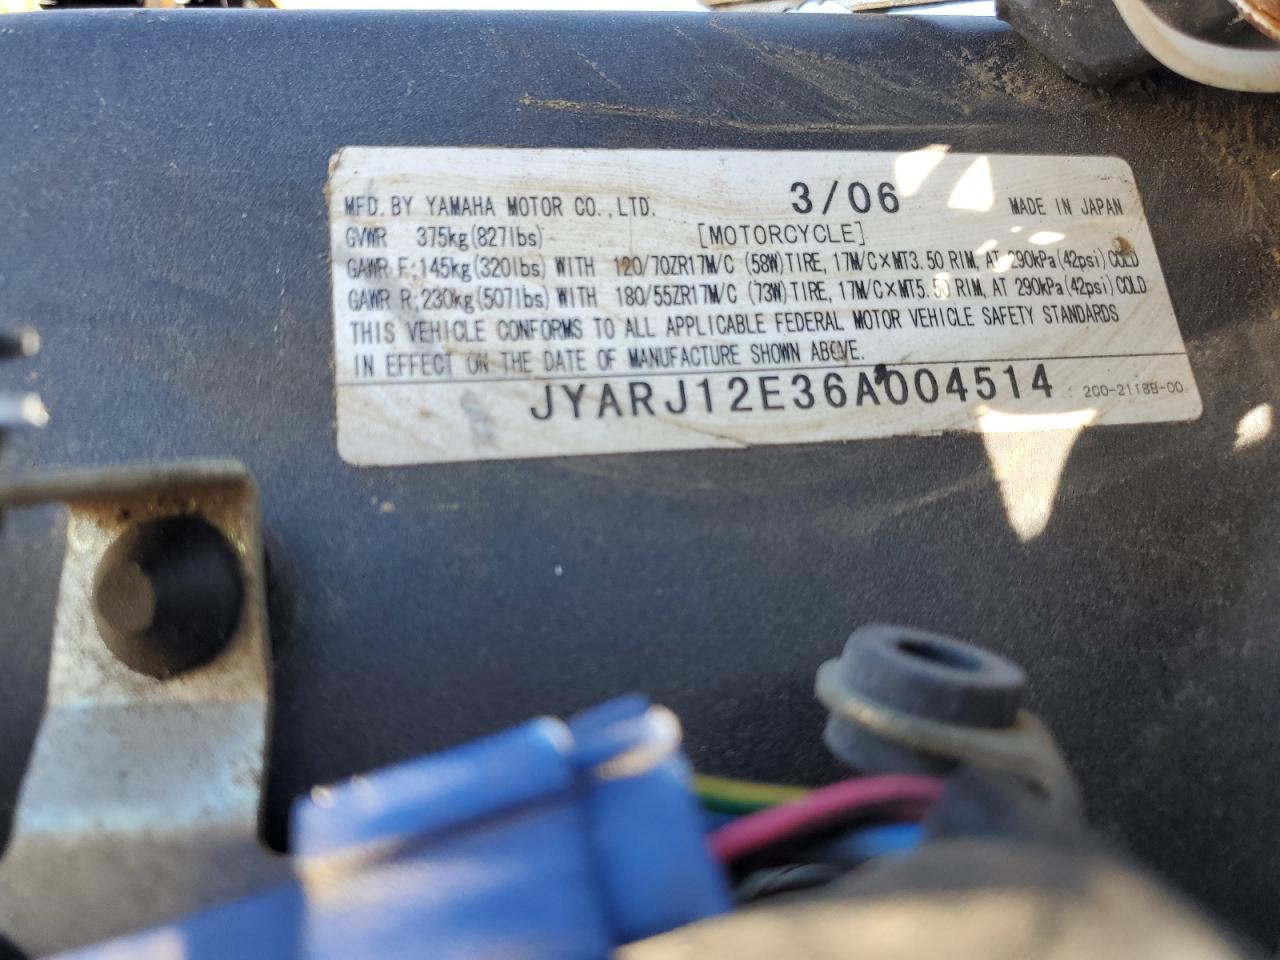 MFD. BY YAMAHA MOTOR CO., LTD. 3/06 MADE IN JAPAN
GVWR 375kg(827lbs) [MOTORCYCLE]
GAWR F:145kg(320lbs) WITH 120/70ZR17M/C (58W)TIRE, 17M/C×MT3.50 RIM, AT 290kPa(42psi)COLD
GAWR R:230kg(507lbs) WITH 180/55ZR17M/C (73W)TIRE, 17M/C×MT5.50 RIM, AT 290kPa(42psi)COLD
THIS VEHICLE CONFORMS TO ALL APPLICABLE FEDERAL MOTOR VEHICLE SAFETY STANDARDS
IN EFFECT ON THE DATE OF MANUFACTURE SHOWN ABOVE.
JYARJ12E36A004514 2C0-2118B-00